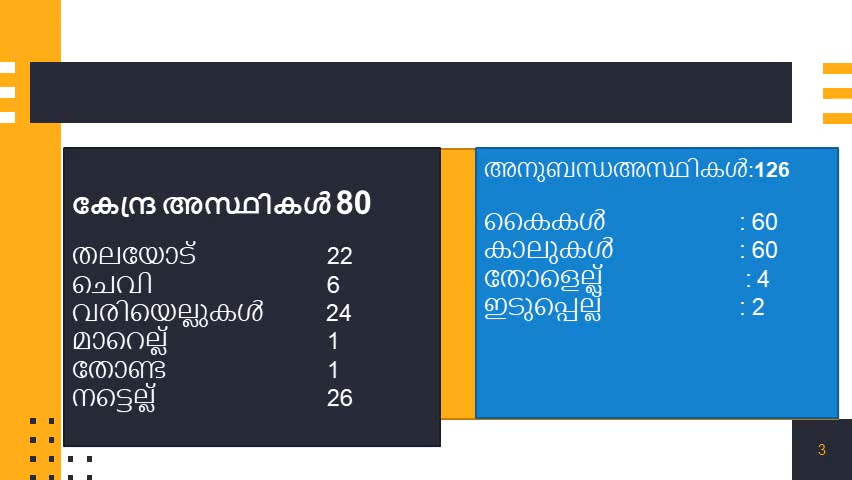 കേന്ദ്ര അസ്ഥികൾ 80
തലയോട് 22
ചെവി 6
വരിയെല്ലുകൾ 24
മാറെല്ല് 1
തോണ്ട 1
നട്ടെല്ല് 26
അനുബന്ധഅസ്ഥികൾ:126
കൈകൾ : 60
കാലുകൾ : 60
തോളെല്ല് : 4
ഇടുപ്പെല്ല് : 2
3